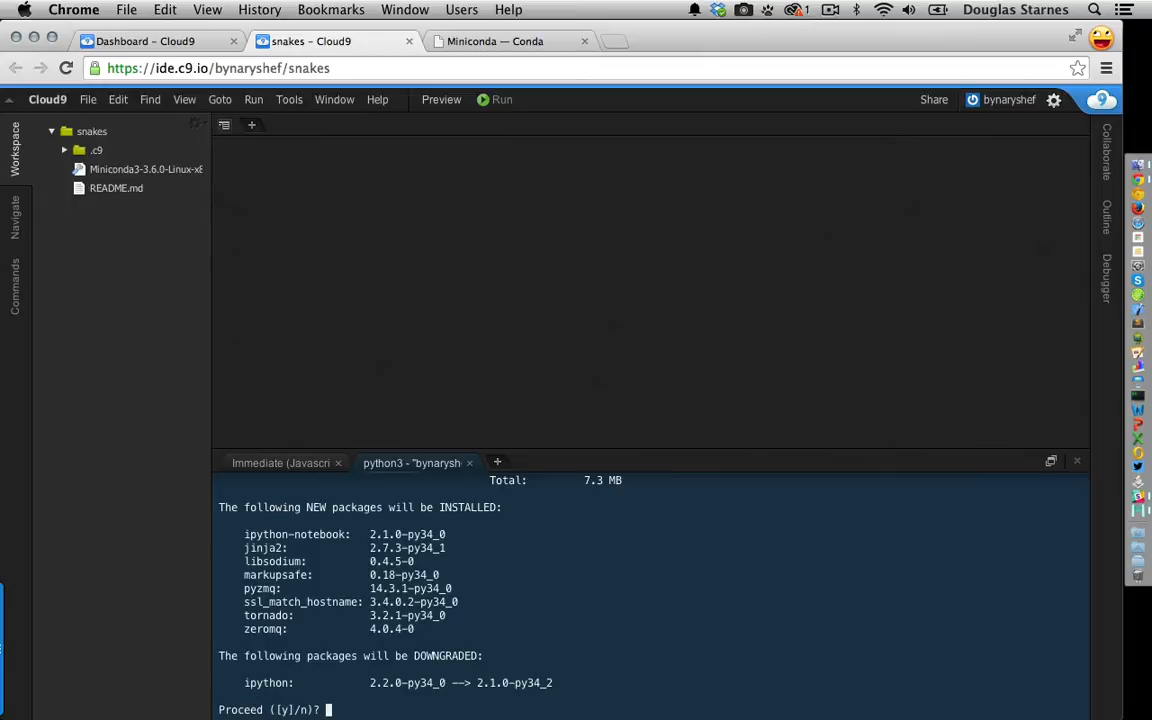 Chrome File Edit View History Bookmarks Window Users Help 1 Douglas Starnes
Dashboard - Cloud9 snakes - Cloud9 Miniconda — Conda
https://ide.c9.io/bynaryshef/snakes
Cloud9 File Edit Find View Goto Run Tools Window Help Preview Run Share bynaryshef 9
Workspace
Navigate
Commands
snakes
.c9
Miniconda3-3.6.0-Linux-x8
README.md
Collaborate
Outline
Debugger
Immediate (Javascri python3 - "bynarysh
Total: 7.3 MB
The following NEW packages will be INSTALLED:
ipython-notebook: 2.1.0-py34_0
jinja2: 2.7.3-py34_1
libsodium: 0.4.5-0
markupsafe: 0.18-py34_0
pyzmq: 14.3.1-py34_0
ssl_match_hostname: 3.4.0.2-py34_0
tornado: 3.2.1-py34_0
zeromq: 4.0.4-0
The following packages will be DOWNGRADED:
ipython: 2.2.0-py34_0 --> 2.1.0-py34_2
Proceed ([y]/n)?